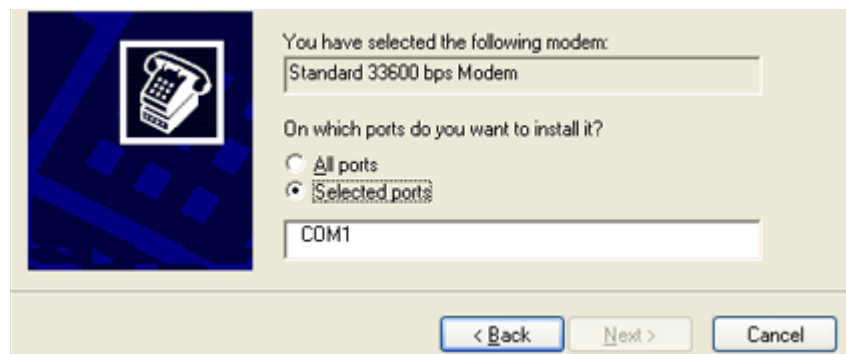 You have selected the following modem:
Standard 33600 bps Modem
On which ports do you want to install it?
All ports
Selected ports
COM1
< Back Next > Cancel